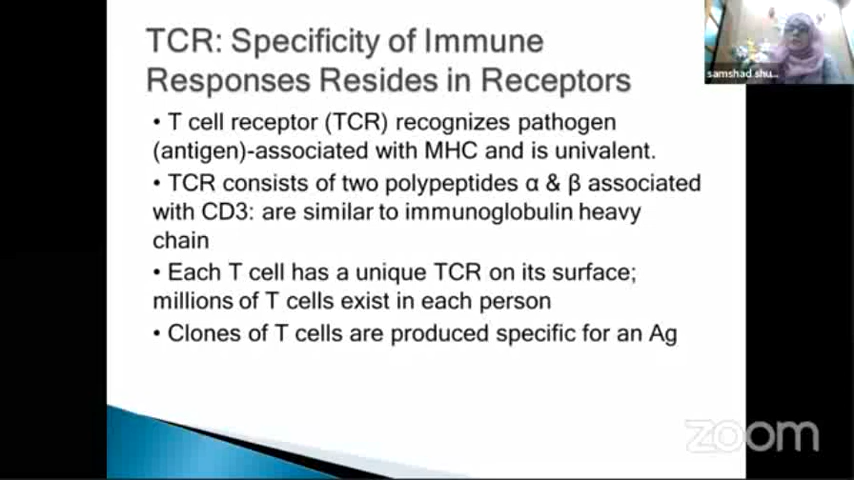 TCR: Specificity of Immune
Responses Resides in Receptors
• T cell receptor (TCR) recognizes pathogen
(antigen)-associated with MHC and is univalent.
• TCR consists of two polypeptides α & β associated
with CD3: are similar to immunoglobulin heavy
chain
• Each T cell has a unique TCR on its surface;
millions of T cells exist in each person
• Clones of T cells are produced specific for an Ag
samshad shu...
zoom